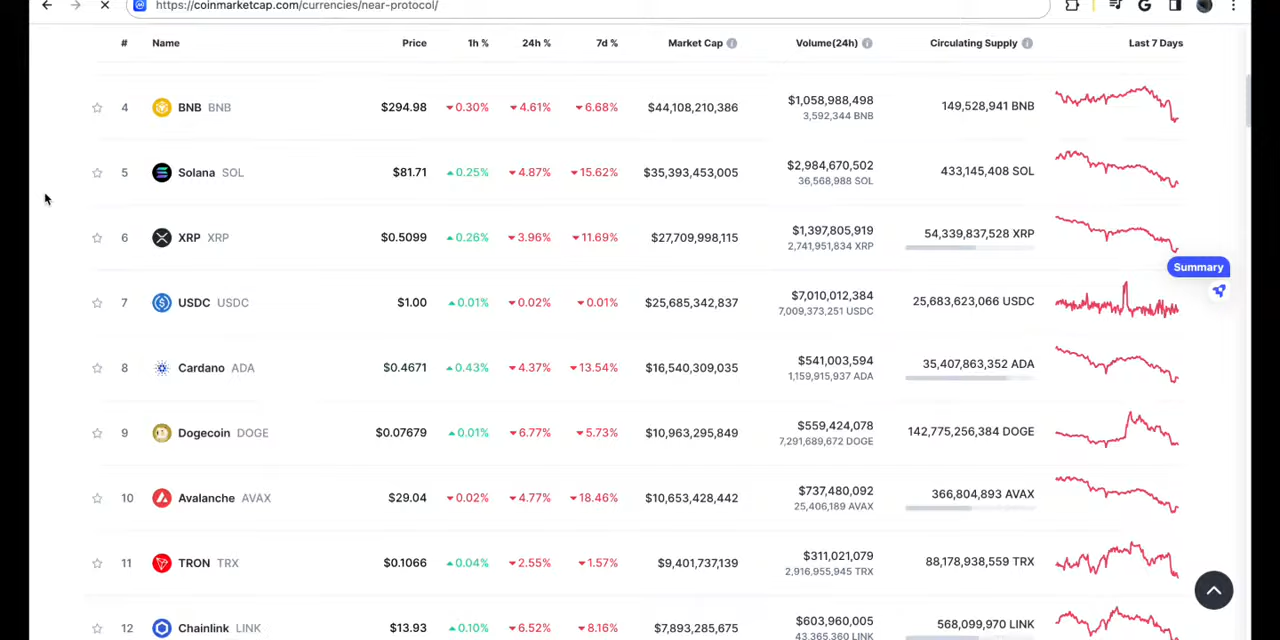 https://coinmarketcap.com/currencies/near-protocol/
# Name Price 1h % 24h % 7d % Market Cap Volume(24h) Circulating Supply Last 7 Days
4 BNB BNB $294.98 0.30% 4.61% 6.68% $44,108,210,386 $1,058,988,498 149,528,941 BNB
3,592,344 BNB
5 Solana SOL $81.71 0.25% 4.87% 15.62% $35,393,453,005 $2,984,670,502 433,145,408 SOL
36,568,988 SOL
6 XRP XRP $0.5099 0.26% 3.96% 11.69% $27,709,998,115 $1,397,805,919 54,339,837,528 XRP
2,741,951,834 XRP
Summary
7 USDC USDC $1.00 0.01% 0.02% 0.01% $25,685,342,837 $7,010,012,384 25,683,623,066 USDC
7,009,373,251 USDC
8 Cardano ADA $0.4671 0.43% 4.37% 13.54% $16,540,309,035 $541,003,594 35,407,863,352 ADA
1,159,915,937 ADA
9 Dogecoin DOGE $0.07679 0.01% 6.77% 5.73% $10,963,295,849 $559,424,078 142,775,256,384 DOGE
7,291,689,672 DOGE
10 Avalanche AVAX $29.04 0.02% 4.77% 18.46% $10,653,428,442 $737,480,092 366,804,893 AVAX
25,406,189 AVAX
11 TRON TRX $0.1066 0.04% 2.55% 1.57% $9,401,737,139 $311,021,079 88,178,938,559 TRX
2,916,955,945 TRX
12 Chainlink LINK $13.93 0.10% 6.52% 8.16% $7,893,285,675 $603,960,005 568,099,970 LINK
43,365,360 LINK